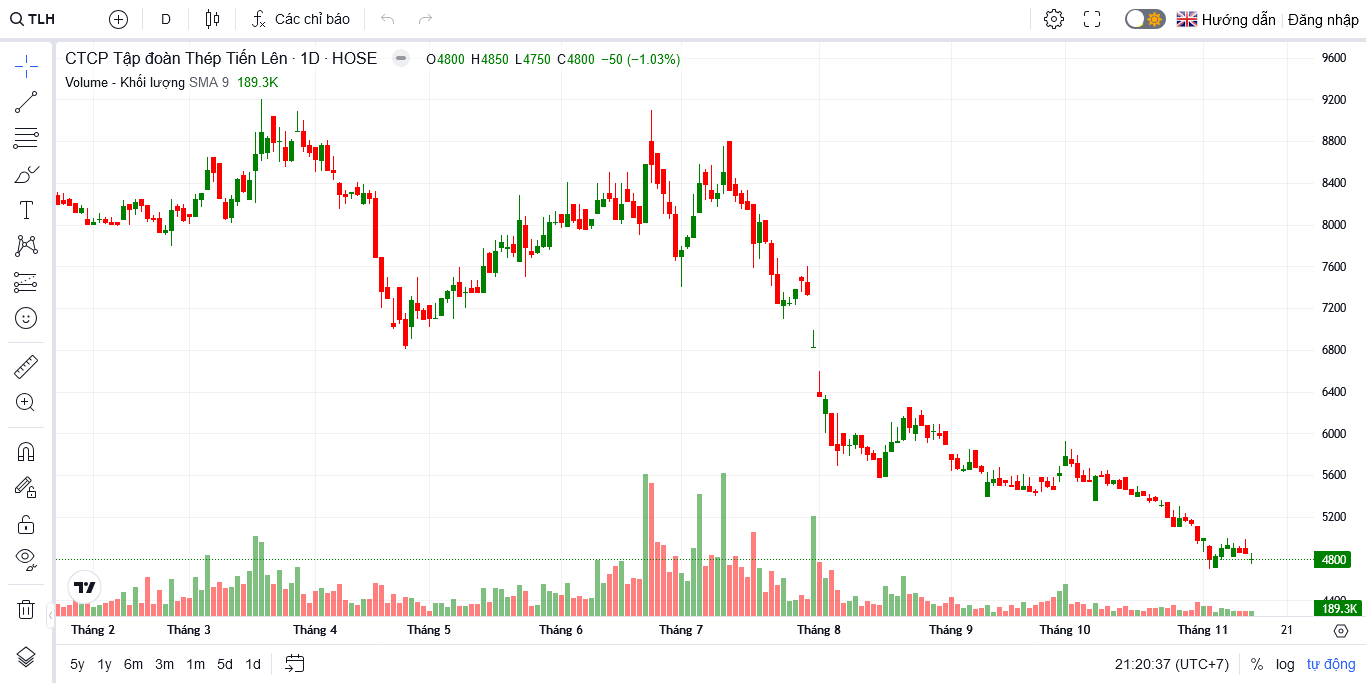 TLH D Các chỉ báo Hướng dẫn Đăng nhập
CTCP Tập đoàn Thép Tiến Lên · 1D · HOSE O4800 H4850 L4750 C4800 −50 (−1.03%)
Volume - Khối lượng SMA 9 189.3K
9600
9200
8800
8400
8000
7600
7200
6800
6400
6000
5600
5200
4800
4400
189.3K
Tháng 2 Tháng 3 Tháng 4 Tháng 5 Tháng 6 Tháng 7 Tháng 8 Tháng 9 Tháng 10 Tháng 11 21
5y 1y 6m 3m 1m 5d 1d 21:20:37 (UTC+7) % log tự động